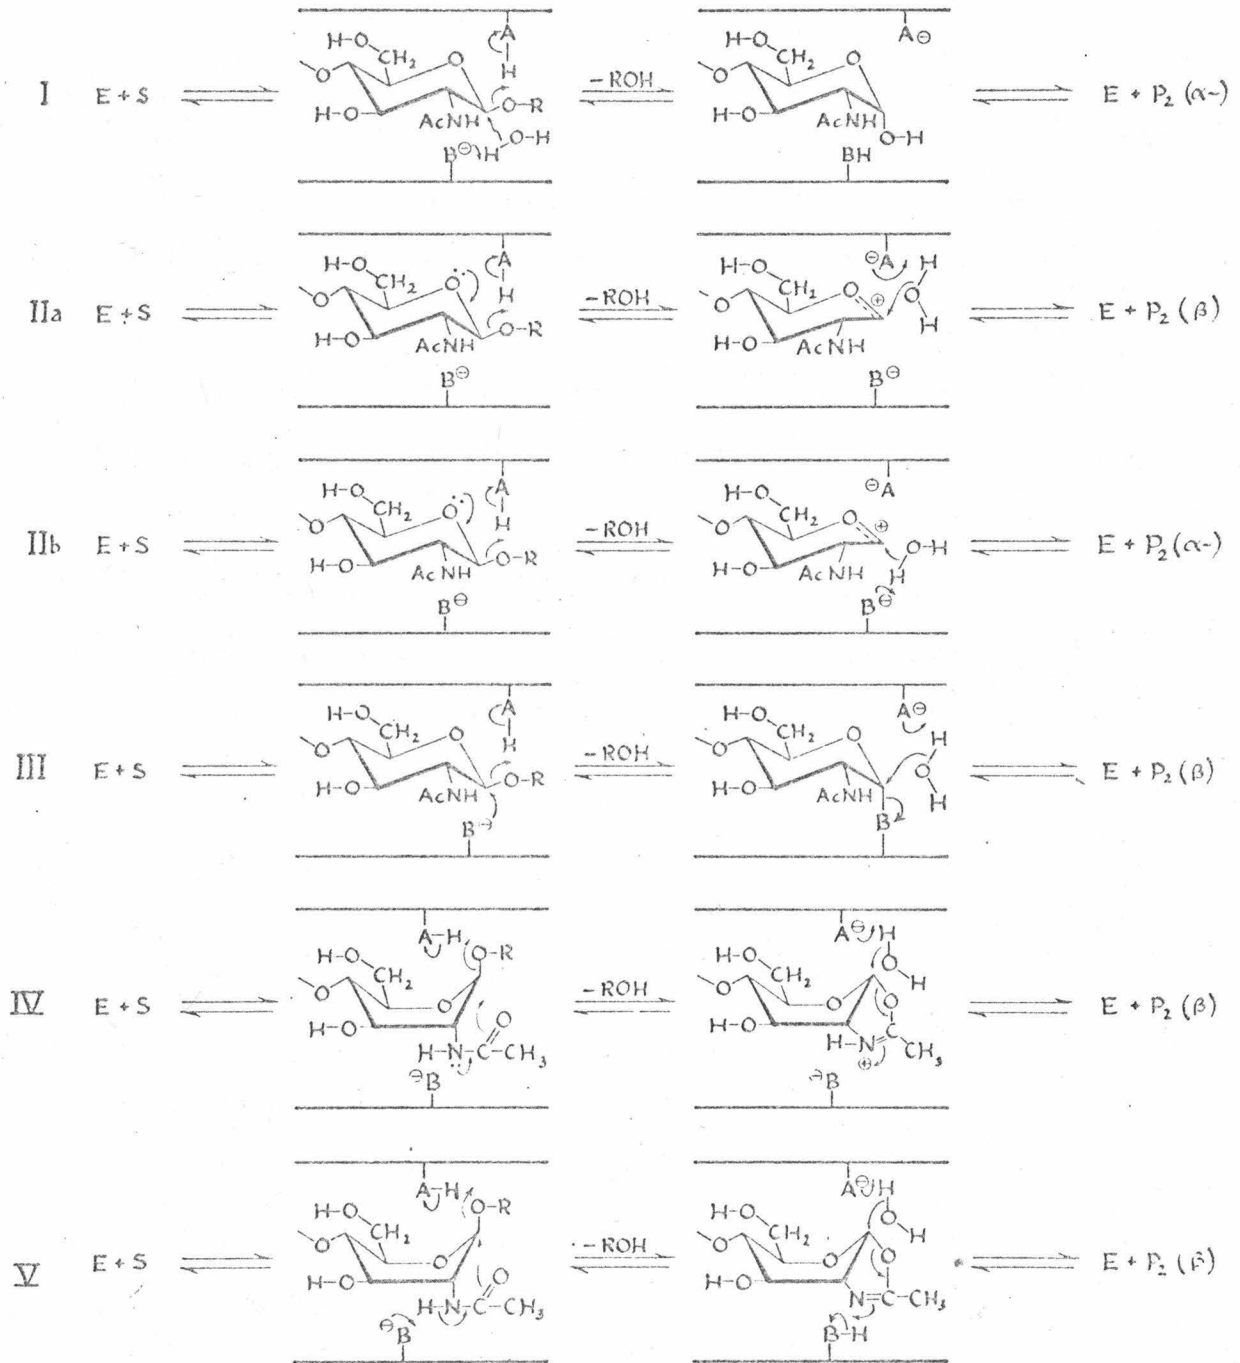 H-O CH₂ O A H A⊖ H-O CH₂ O
I E + S O H-O AcNH O-R -ROH O H-O AcNH E + P₂ (α-)
B⊖ H O-H O-H BH
H-O CH₂ O: A H ⊖A H H-O CH₂ O ⊕ O
IIa E + S O H-O AcNH O-R -ROH O H-O AcNH H E + P₂ (β)
B⊖ B⊖
H-O CH₂ O: A H ⊖A H-O CH₂ O ⊕
IIb E + S O H-O AcNH O-R -ROH O H-O AcNH H O-H E + P₂ (α-)
B⊖ B⊖
H-O CH₂ O A H A⊖ H H-O CH₂ O O
III E + S O H-O AcNH O-R -ROH O H-O AcNH H E + P₂ (β)
B⊖ B
A-H O-R A⊖ H O H
H-O CH₂ O H-O CH₂ O O
IV E + S O H-O H-N-C-CH₃ O -ROH O H-O H-N=C CH₃ ⊕ E + P₂ (β)
⊖B ⊖B
A-H O-R A⊖ H O H
H-O CH₂ O H-O CH₂ O O
V E + S O H-O H-N-C-CH₃ O -ROH O H-O N=C-CH₃ E + P₂ (β)
⊖B B-H